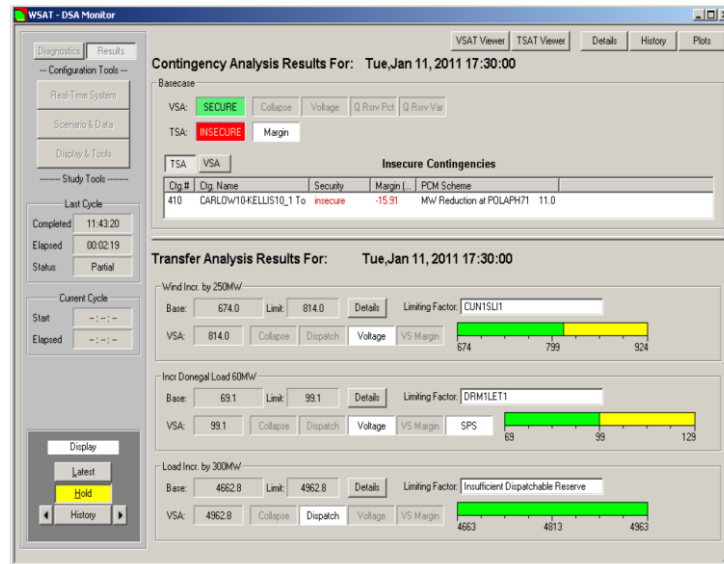 WSAT - DSA Monitor
VSAT Viewer TSAT Viewer Details History Plots
Diagnostics Results
--- Configuration Tools ---
Real-Time System
Scenario & Data
Display & Tools
-------- Study Tools --------
Last Cycle
Completed 11:43:20
Elapsed 00:02:19
Status Partial
Current Cycle
Start --:--:--
Elapsed --:--:--
Display
Latest
Hold
History
Contingency Analysis Results For: Tue,Jan 11, 2011 17:30:00
Basecase
VSA: SECURE Collapse Voltage Q Rsrv Pct Q Rsrv Var
TSA: INSECURE Margin
TSA VSA Insecure Contingencies
Ctg.# Ctg. Name Security Margin (... PCM Scheme
410 CARLOW10-KELLIS10_1 To insecure -15.91 MW Reduction at POLAPH71 11.0
Transfer Analysis Results For: Tue,Jan 11, 2011 17:30:00
Wind Incr. by 250MW
Base: 674.0 Limit: 814.0 Details Limiting Factor: CUN1SLI1
VSA: 814.0 Collapse Dispatch Voltage VS Margin
674 799 924
Incr Donegal Load 60MW
Base: 69.1 Limit: 99.1 Details Limiting Factor: DRM1LET1
VSA: 99.1 Collapse Dispatch Voltage VS Margin SPS
69 99 129
Load Incr. by 300MW
Base: 4662.8 Limit: 4962.8 Details Limiting Factor: Insufficient Dispatchable Reserve
VSA: 4962.8 Collapse Dispatch Voltage VS Margin
4663 4813 4963